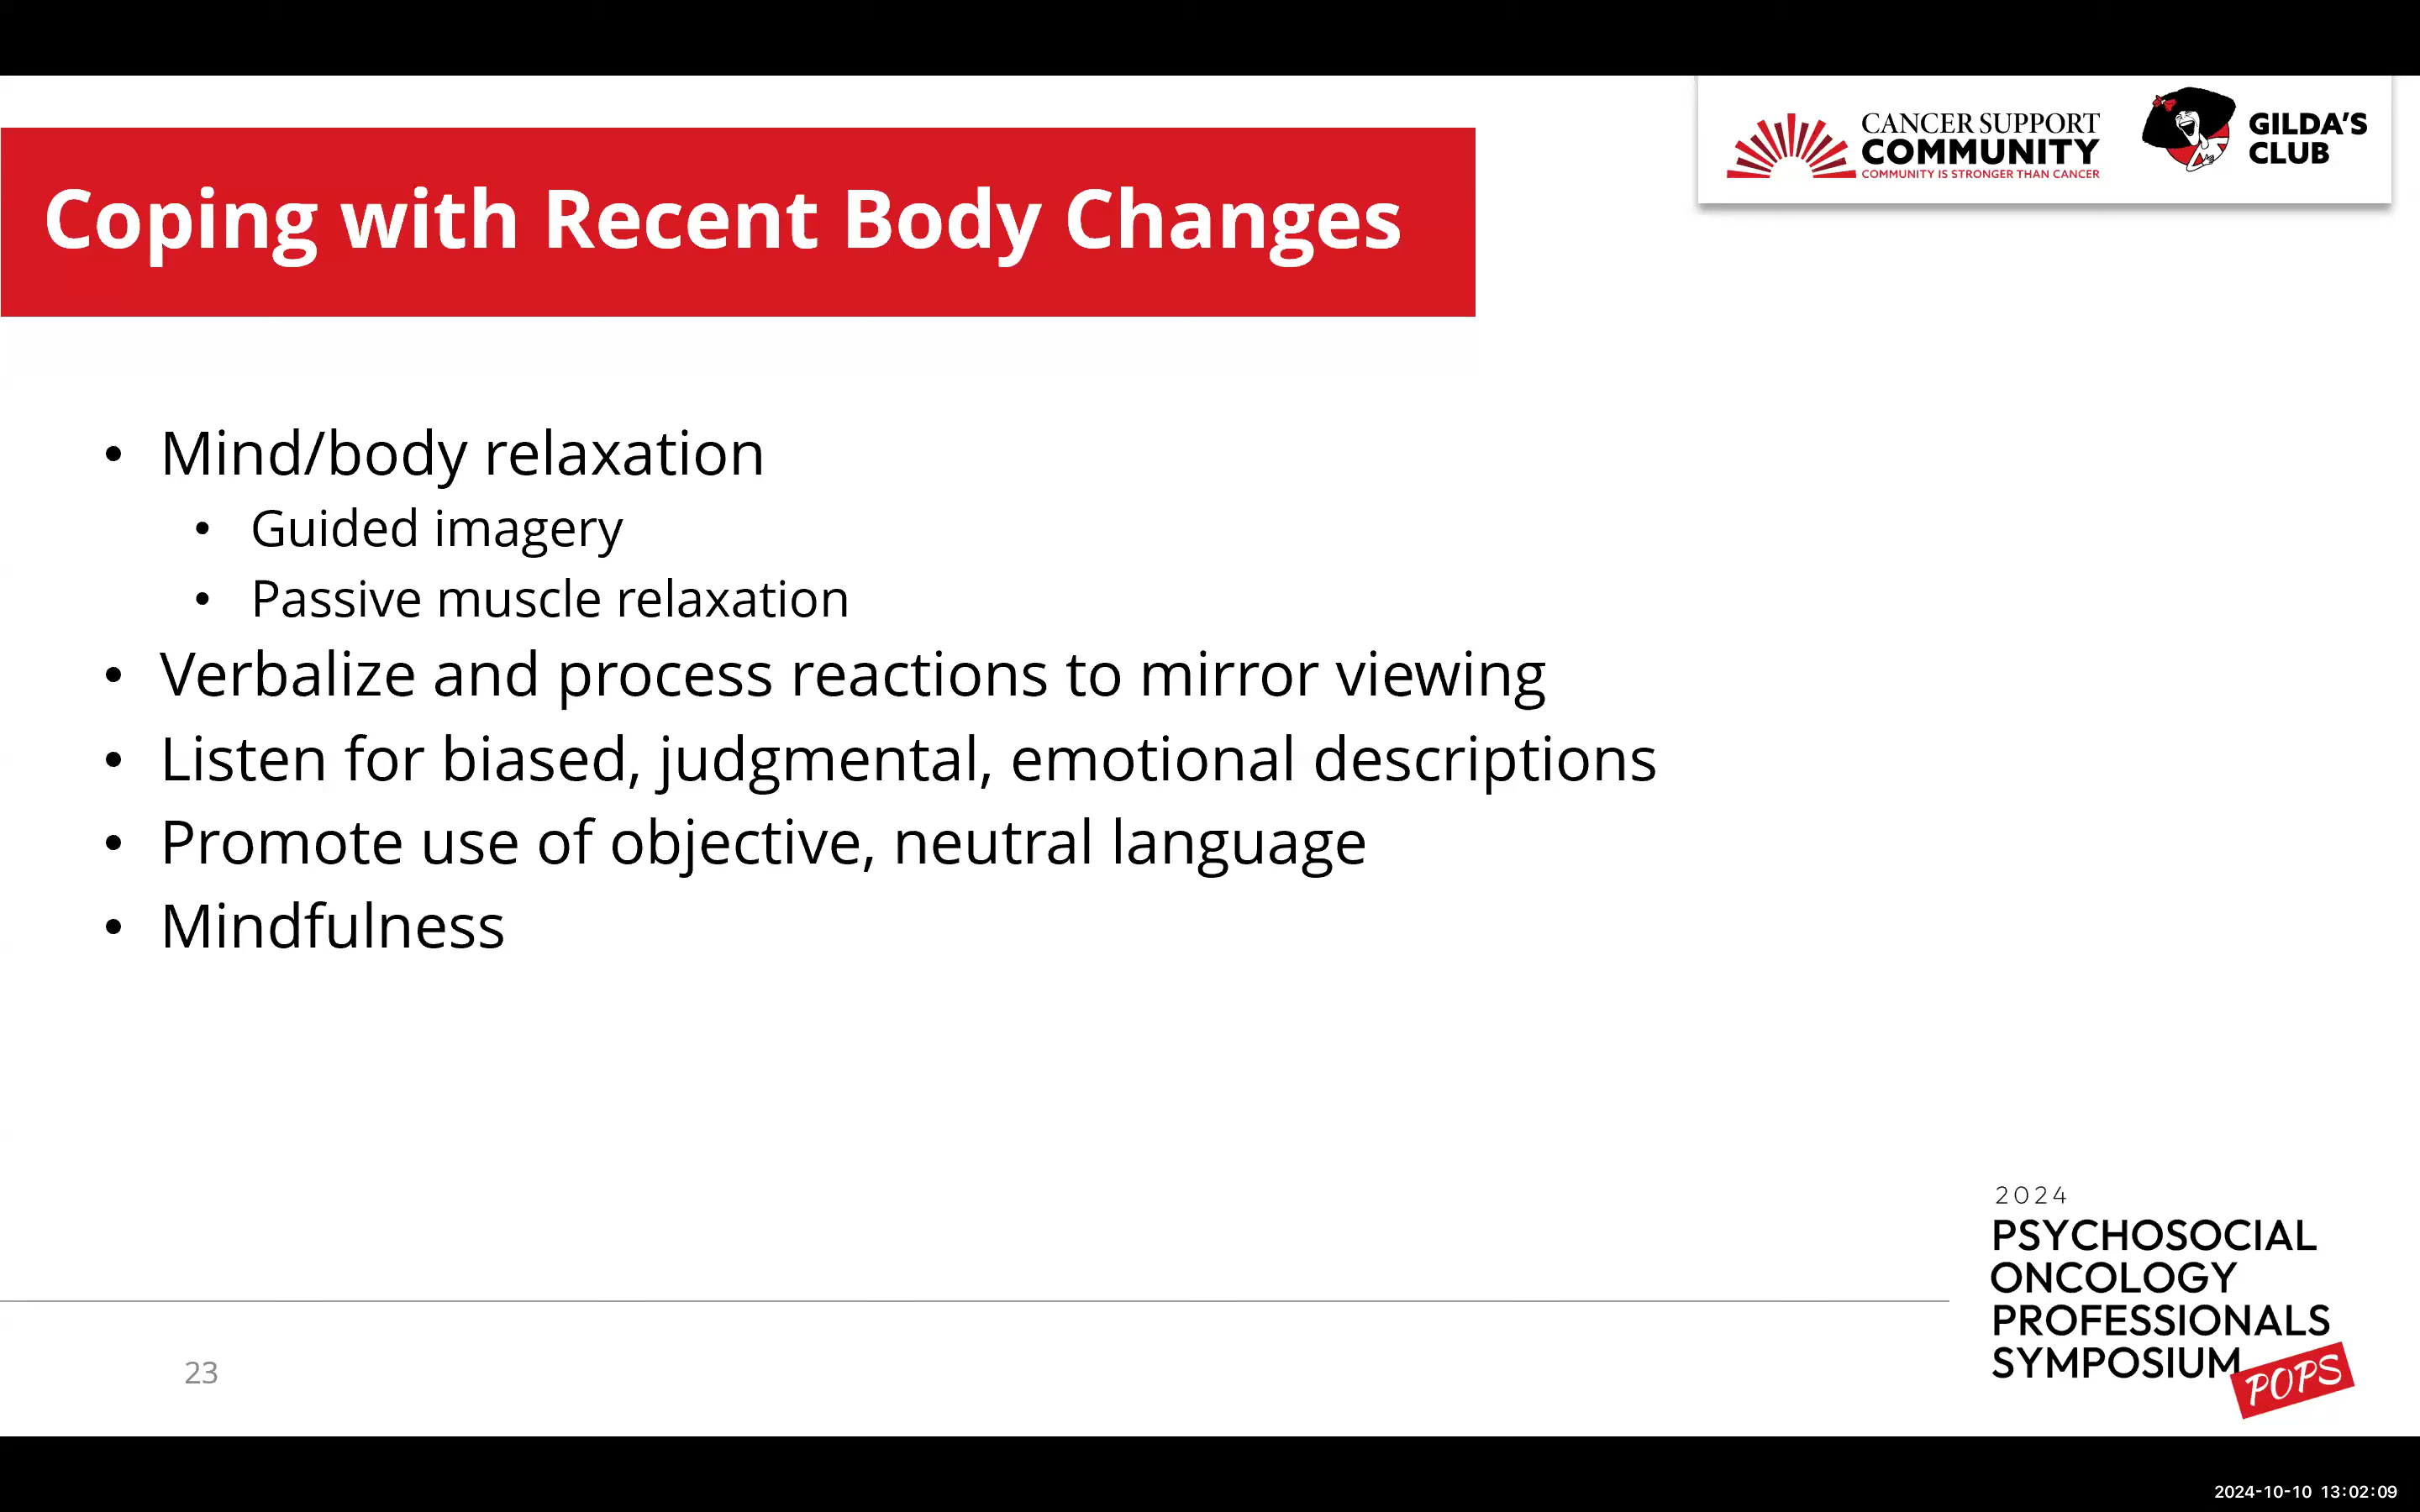 CANCER SUPPORT
COMMUNITY
COMMUNITY IS STRONGER THAN CANCER
GILDA'S
CLUB
Coping with Recent Body Changes
• Mind/body relaxation
• Guided imagery
• Passive muscle relaxation
• Verbalize and process reactions to mirror viewing
• Listen for biased, judgmental, emotional descriptions
• Promote use of objective, neutral language
• Mindfulness
2024
PSYCHOSOCIAL
ONCOLOGY
PROFESSIONALS
SYMPOSIUM
POPS
23
2024-10-10 13:02:09